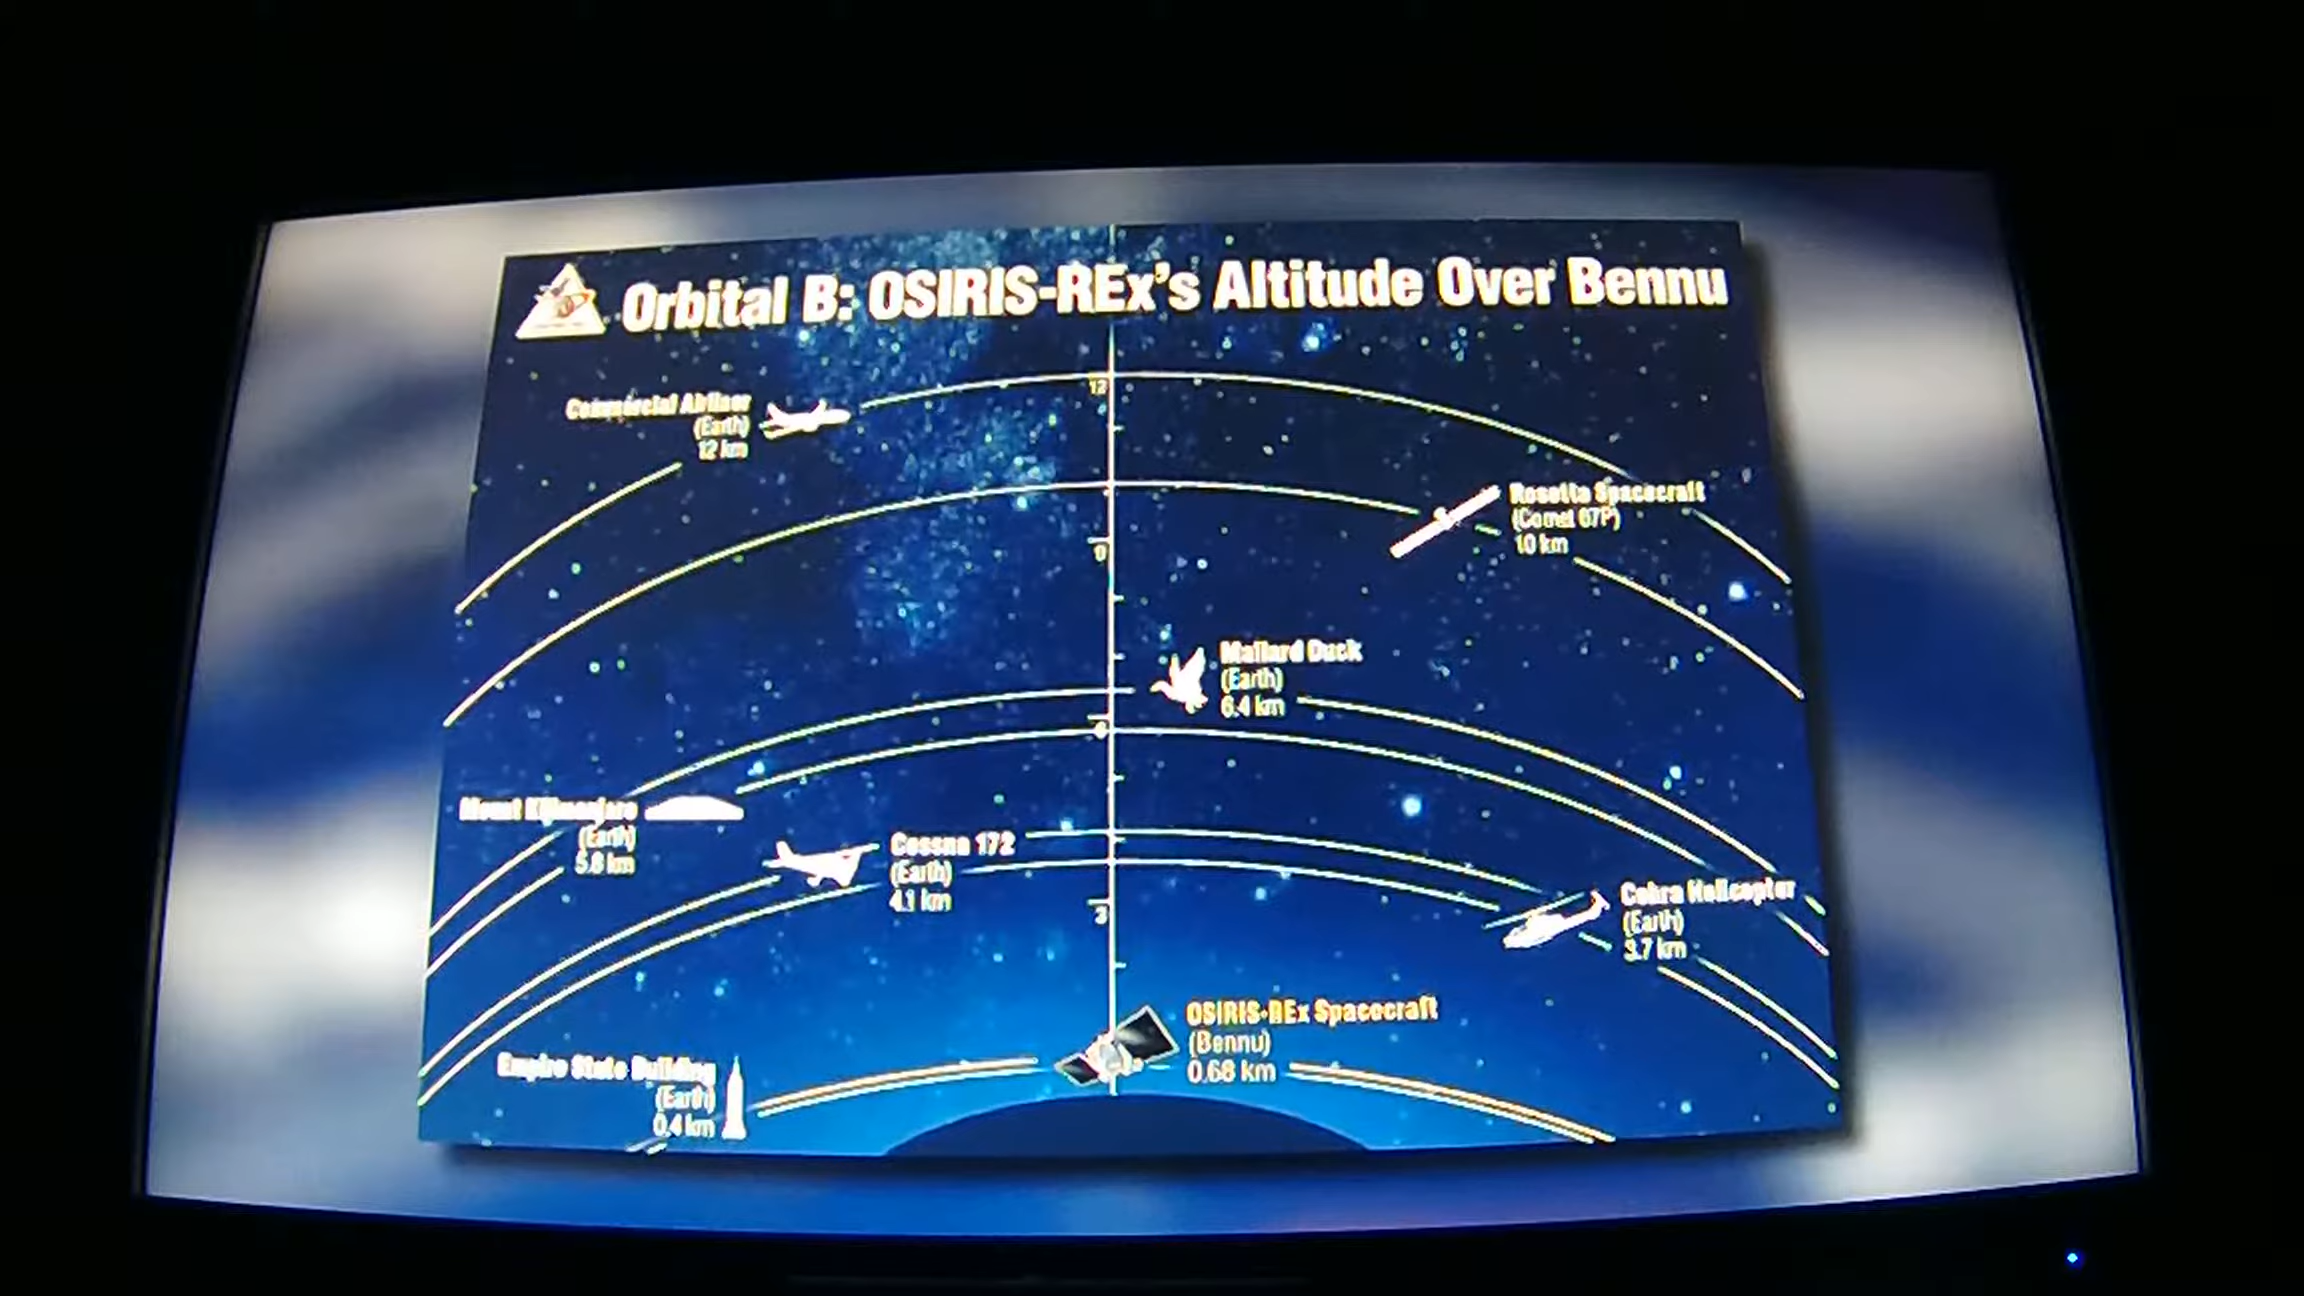 Orbital B: OSIRIS-REx's Altitude Over Bennu
12
Commercial Airliner
(Earth)
12 km
Rosetta Spacecraft
(Comet 67P)
10 km
9
Mallard Duck
(Earth)
6.4 km
6
Mount Kilimanjaro
(Earth)
5.8 km
Cessna 172
(Earth)
4.1 km
Cobra Helicopter
(Earth)
3.7 km
3
OSIRIS-REx Spacecraft
(Bennu)
0.68 km
Empire State Building
(Earth)
0.4 km